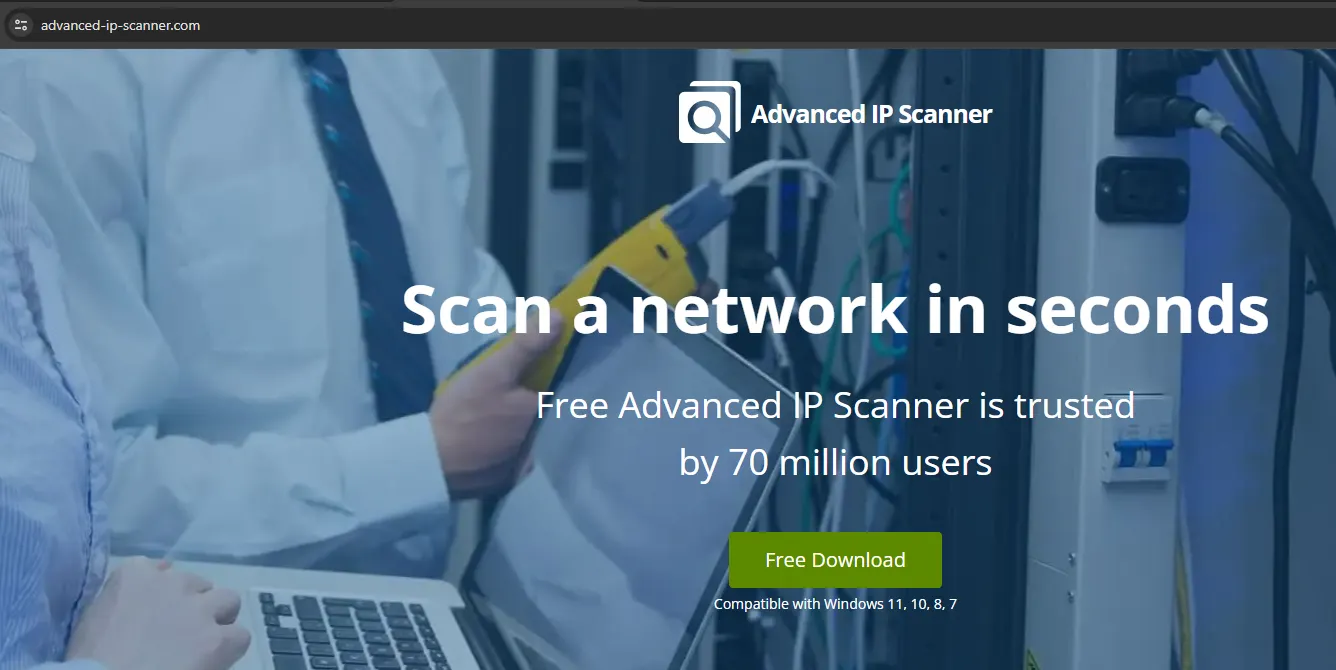 advanced-ip-scanner.com
Advanced IP Scanner
Scan a network in seconds
Free Advanced IP Scanner is trusted
by 70 million users
Free Download
Compatible with Windows 11, 10, 8, 7